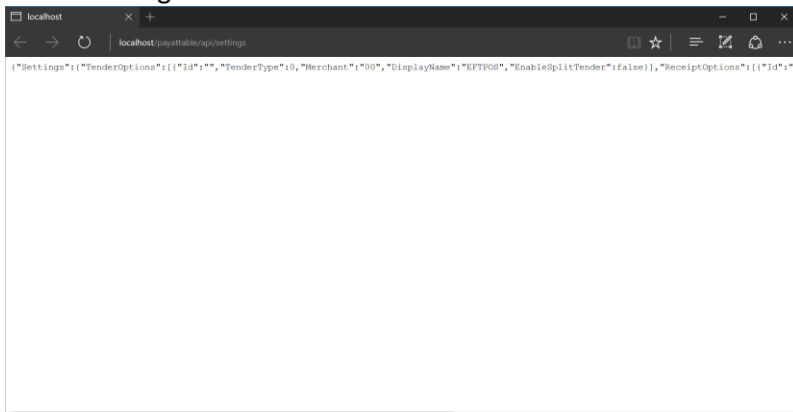 localhost
localhost/payattable/api/settings
{"Settings":{"TenderOptions":[{"Id":"","TenderType":0,"Merchant":"00","DisplayName":"EFTPOS","EnableSplitTender":false}],"ReceiptOptions":[{"Id":"